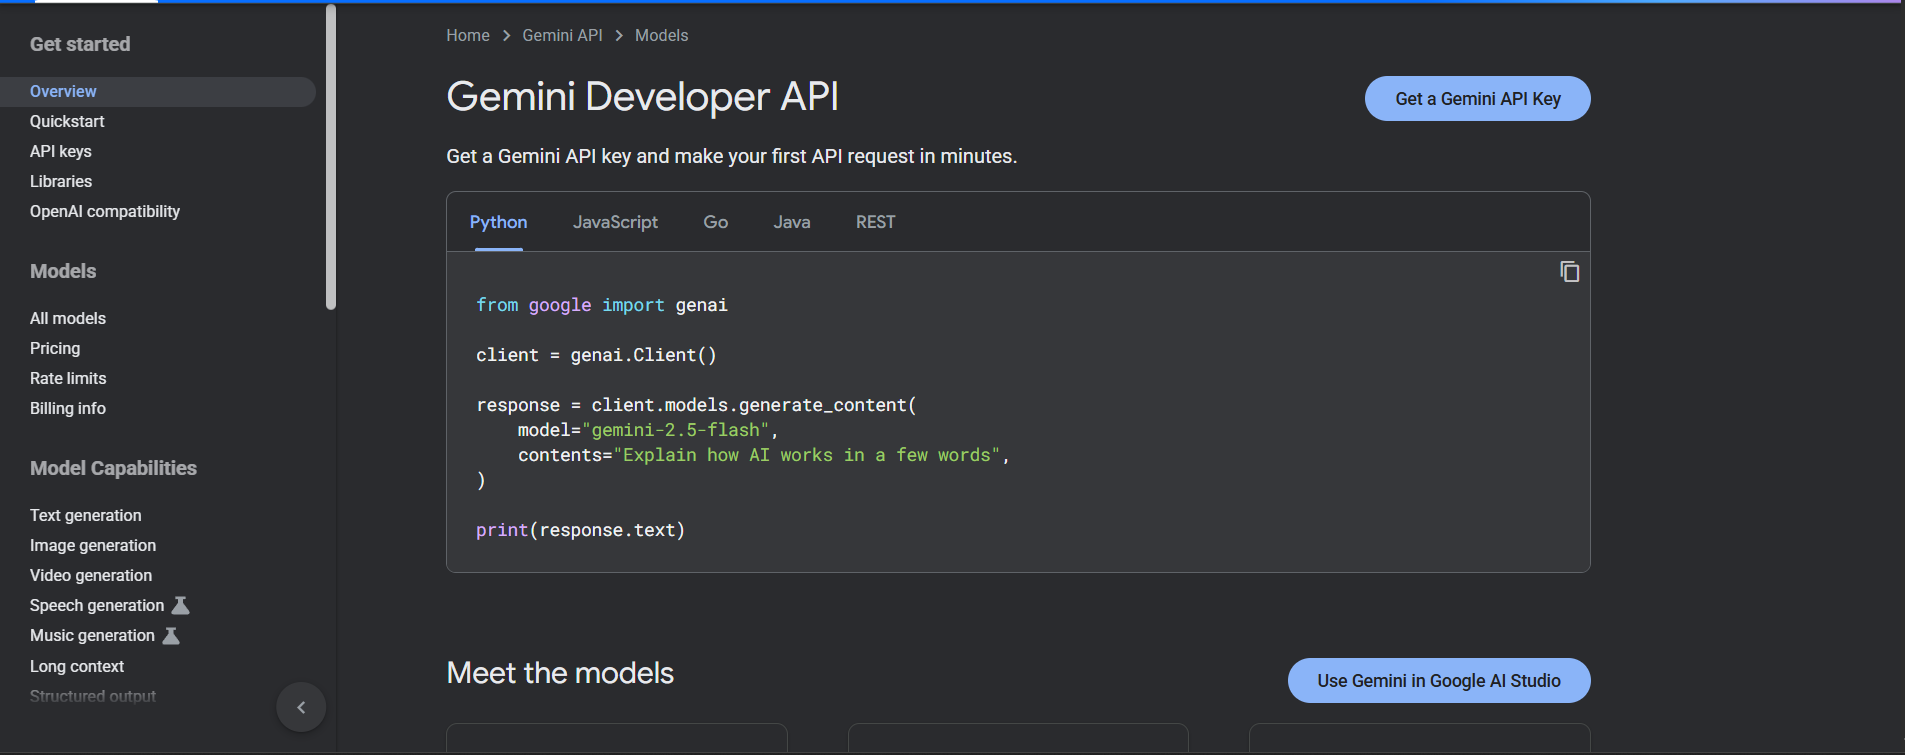 Get started
Overview
Quickstart
API keys
Libraries
OpenAI compatibility
Models
All models
Pricing
Rate limits
Billing info
Model Capabilities
Text generation
Image generation
Video generation
Speech generation
Music generation
Long context
Structured output
Home > Gemini API > Models
Gemini Developer API
Get a Gemini API Key
Get a Gemini API key and make your first API request in minutes.
Python JavaScript Go Java REST
from google import genai
client = genai.Client()
response = client.models.generate_content(
    model="gemini-2.5-flash",
    contents="Explain how AI works in a few words",
)
print(response.text)
Meet the models
Use Gemini in Google AI Studio